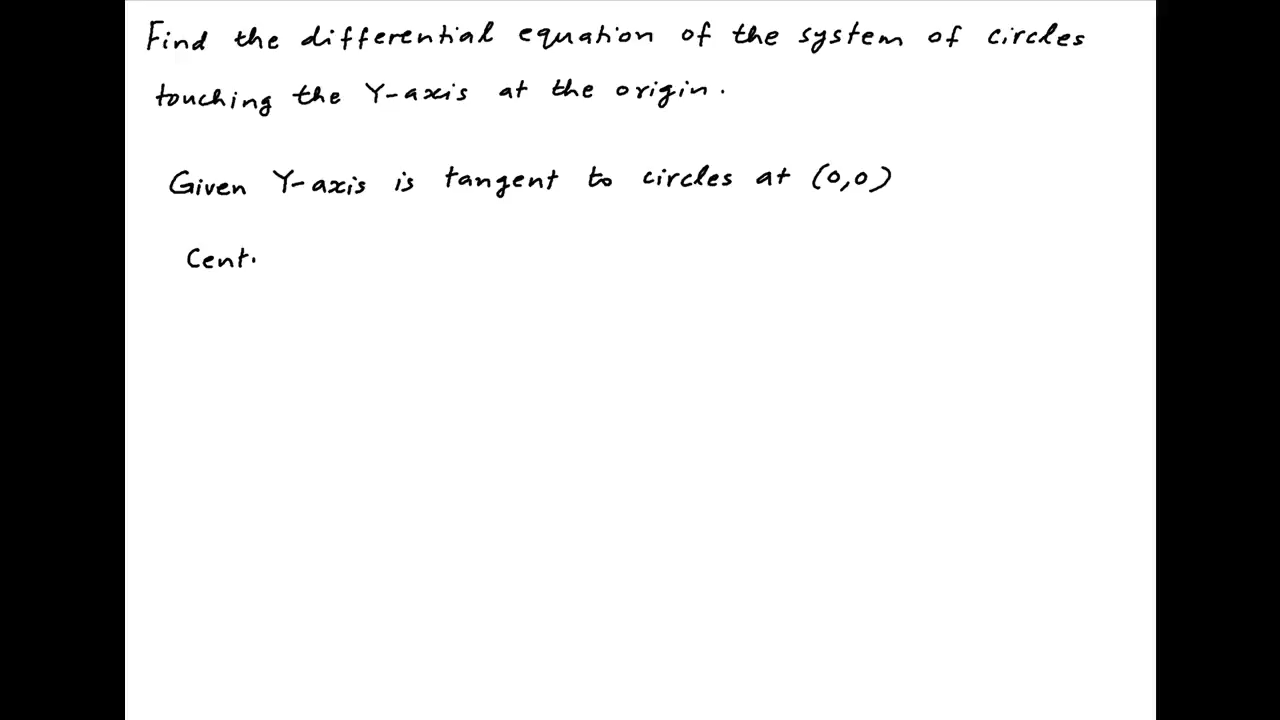 Find the differential equation of the system of circles
touching the Y-axis at the origin.
Given Y-axis is tangent to circles at (0,0)
Cent